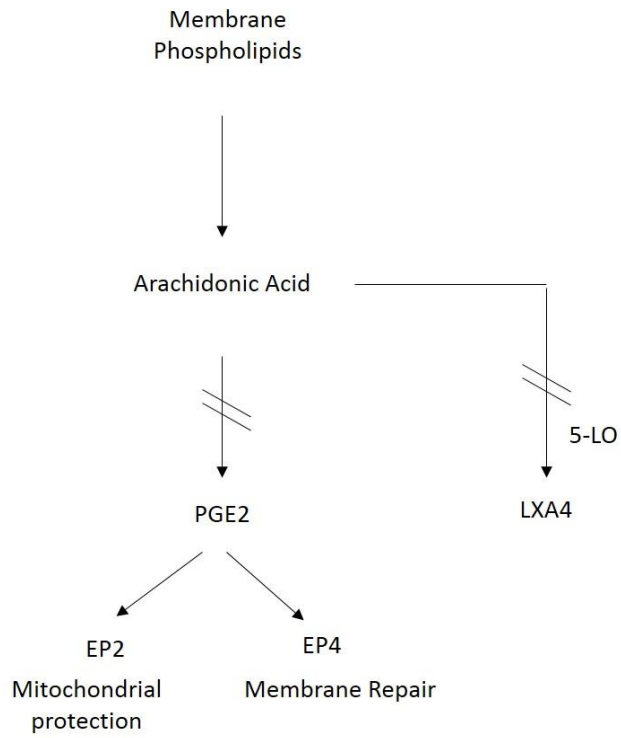 Membrane
Phospholipids
Arachidonic Acid
5-LO
PGE2
LXA4
EP2
EP4
Mitochondrial
protection
Membrane Repair